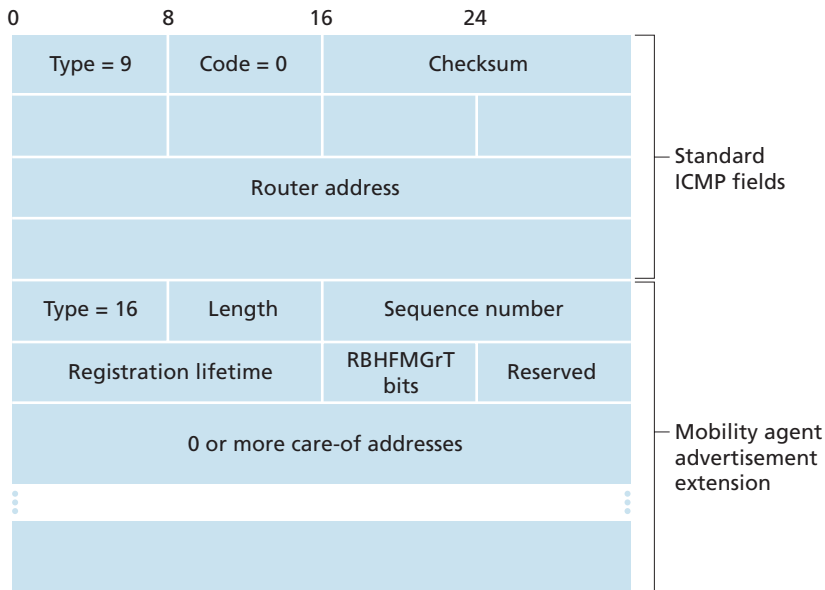 0 8 16 24
Type = 9 Code = 0 Checksum
Standard
ICMP fields
Router address
Type = 16 Length Sequence number
Registration lifetime RBHFMGrT
bits Reserved
0 or more care-of addresses
Mobility agent
advertisement
extension